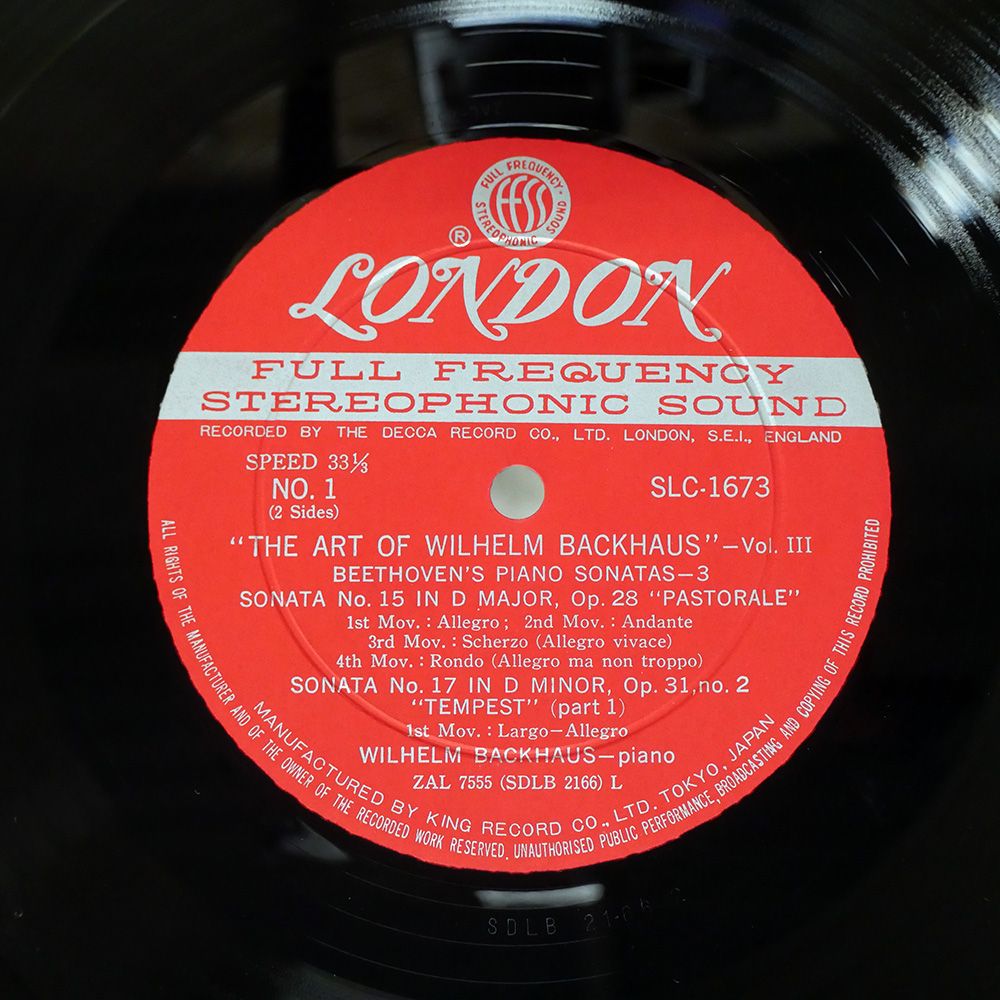 FULL FREQUENCY
STEREOPHONIC SOUND
FFSS
®
LONDON
FULL FREQUENCY
STEREOPHONIC SOUND
RECORDED BY THE DECCA RECORD CO., LTD. LONDON, S.E.I., ENGLAND
SPEED 33⅓
NO. 1
SLC-1673
(2 Sides)
"THE ART OF WILHELM BACKHAUS"—Vol. III
BEETHOVEN'S PIANO SONATAS—3
SONATA No. 15 IN D MAJOR, Op. 28 "PASTORALE"
1st Mov. : Allegro ; 2nd Mov. : Andante
3rd Mov. : Scherzo (Allegro vivace)
4th Mov. : Rondo (Allegro ma non troppo)
SONATA No. 17 IN D MINOR, Op. 31, no. 2
"TEMPEST" (part 1)
1st Mov. : Largo—Allegro
WILHELM BACKHAUS—piano
ZAL 7555 (SDLB 2166) L
MANUFACTURED BY KING RECORD CO., LTD. TOKYO, JAPAN
ALL RIGHTS OF THE MANUFACTURER AND OF THE OWNER OF THE RECORDED WORK RESERVED. UNAUTHORISED PUBLIC PERFORMANCE, BROADCASTING AND COPYING OF THIS RECORD PROHIBITED
SDLB